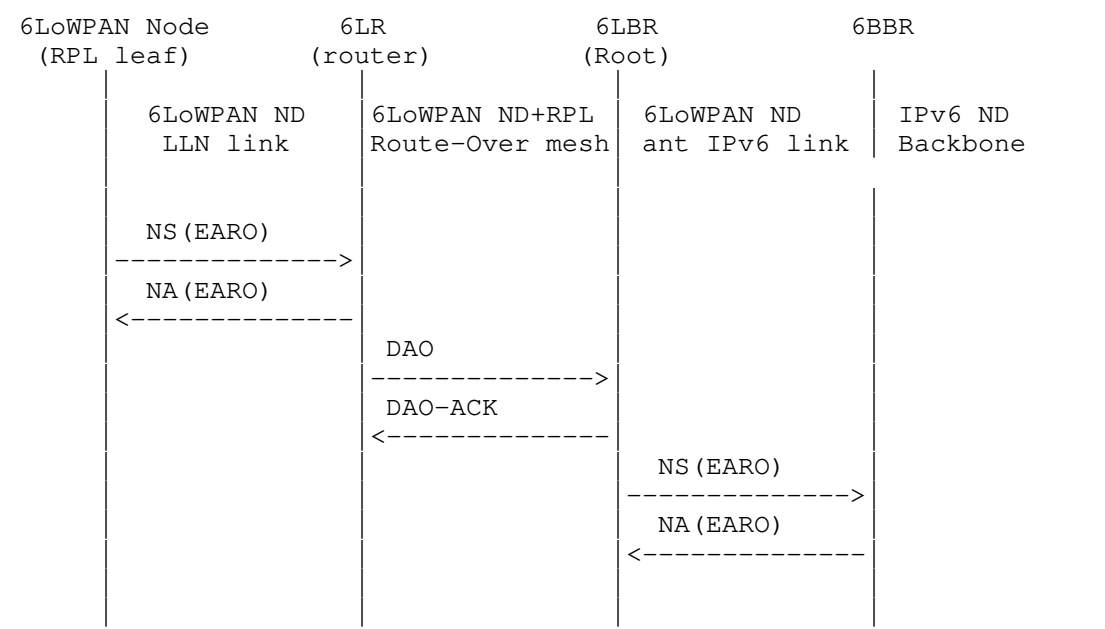 6LoWPAN Node 6LR 6LBR 6BBR
(RPL leaf) (router) (Root)
6LoWPAN ND 6LoWPAN ND+RPL 6LoWPAN ND IPv6 ND
LLN link Route-Over mesh ant IPv6 link Backbone
NS(EARO)
NA(EARO)
DAO
DAO-ACK
NS(EARO)
NA(EARO)